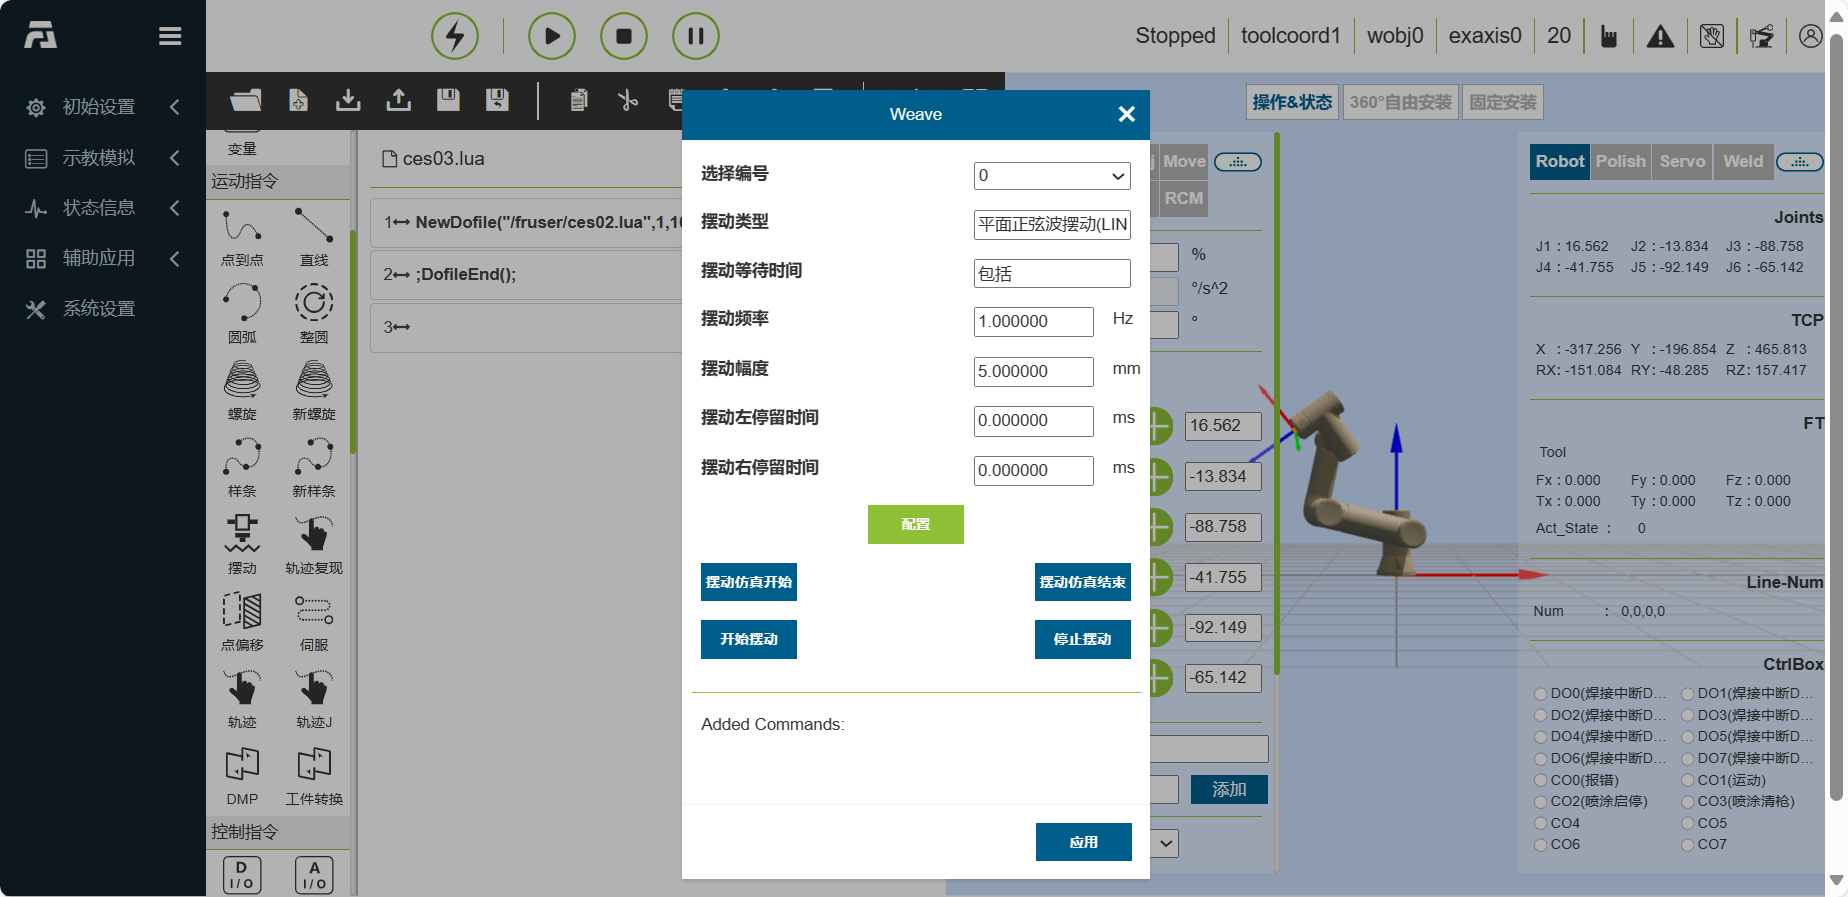 Stopped
toolcoord1
wobj0
exaxis0
20
初始设置
示教模拟
状态信息
辅助应用
系统设置
变量
运动指令
点到点
直线
圆弧
整圆
螺旋
新螺旋
样条
新样条
摆动
轨迹复现
点偏移
伺服
轨迹
轨迹J
DMP
工件转换
控制指令
D
I/O
A
I/O
ces03.lua
1 NewDofile("/fruser/ces02.lua",1,1
2 ;DofileEnd();
3
Weave
选择编号
0
摆动类型
平面正弦波摆动(LIN
摆动等待时间
包括
摆动频率
1.000000
Hz
摆动幅度
5.000000
mm
摆动左停留时间
0.000000
ms
摆动右停留时间
0.000000
ms
配置
摆动仿真开始
摆动仿真结束
开始摆动
停止摆动
Added Commands:
应用
操作&状态
360°自由安装
固定安装
Move
RCM
%
°/s^2
°
16.562
-13.834
-88.758
-41.755
-92.149
-65.142
添加
Robot
Polish
Servo
Weld
Joints
J1 : 16.562 J2 : -13.834 J3 : -88.758
J4 : -41.755 J5 : -92.149 J6 : -65.142
TCP
X : -317.256 Y : -196.854 Z : 465.813
RX: -151.084 RY: -48.285 RZ: 157.417
FT
Tool
Fx : 0.000 Fy : 0.000 Fz : 0.000
Tx : 0.000 Ty : 0.000 Tz : 0.000
Act_State : 0
Line-Num
Num : 0,0,0,0
CtrlBox
DO0(焊接中断D... DO1(焊接中断D...
DO2(焊接中断D... DO3(焊接中断D...
DO4(焊接中断D... DO5(焊接中断D...
DO6(焊接中断D... DO7(焊接中断D...
CO0(报错) CO1(运动)
CO2(喷涂启停) CO3(喷涂清枪)
CO4 CO5
CO6 CO7